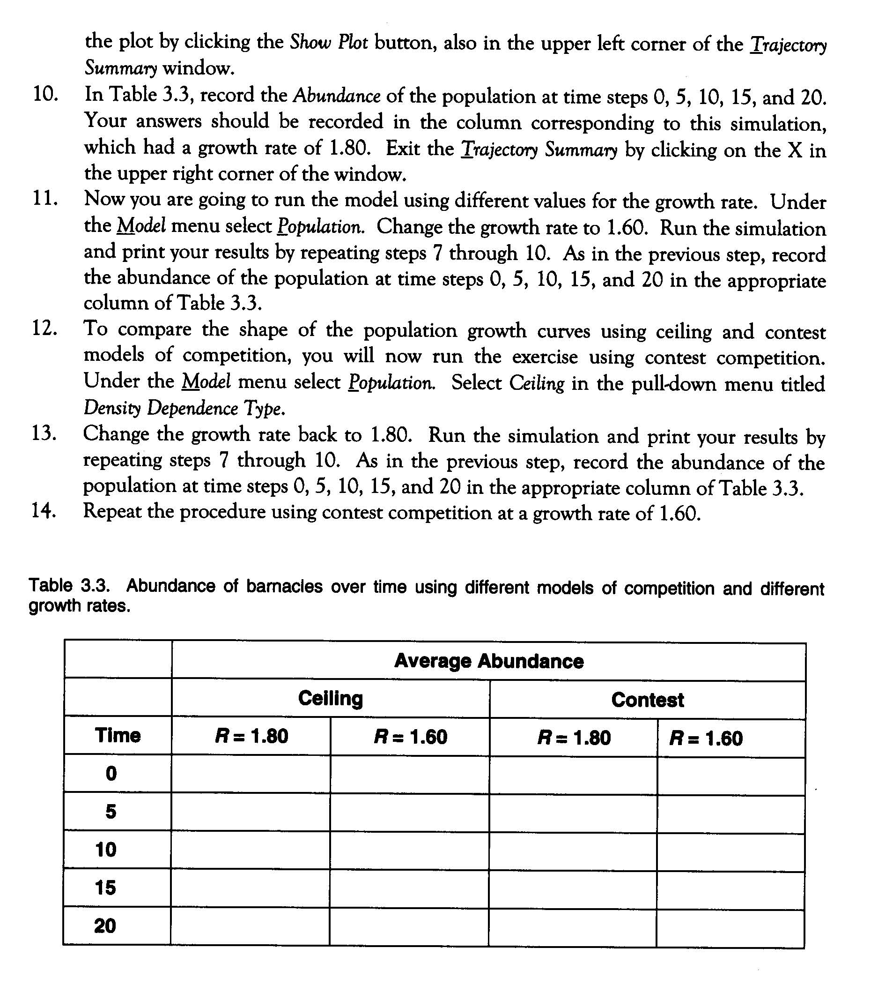 the plot by clicking the Show Plot button, also in the upper left corner of the Trajectory
Summary window.
10. In Table 3.3, record the Abundance of the population at time steps 0, 5, 10, 15, and 20.
Your answers should be recorded in the column corresponding to this simulation,
which had a growth rate of 1.80. Exit the Trajectory Summary by clicking on the X in
the upper right corner of the window.
11. Now you are going to run the model using different values for the growth rate. Under
the Model menu select Population. Change the growth rate to 1.60. Run the simulation
and print your results by repeating steps 7 through 10. As in the previous step, record
the abundance of the population at time steps 0, 5, 10, 15, and 20 in the appropriate
column of Table 3.3.
12. To compare the shape of the population growth curves using ceiling and contest
models of competition, you will now run the exercise using contest competition.
Under the Model menu select Population. Select Ceiling in the pull-down menu titled
Density Dependence Type.
13. Change the growth rate back to 1.80. Run the simulation and print your results by
repeating steps 7 through 10. As in the previous step, record the abundance of the
population at time steps 0, 5, 10, 15, and 20 in the appropriate column of Table 3.3.
14. Repeat the procedure using contest competition at a growth rate of 1.60.
Table 3.3. Abundance of barnacles over time using different models of competition and different
growth rates.
Average Abundance
Ceiling Contest
Time R = 1.80 R = 1.60 R = 1.80 R = 1.60
0
5
10
15
20